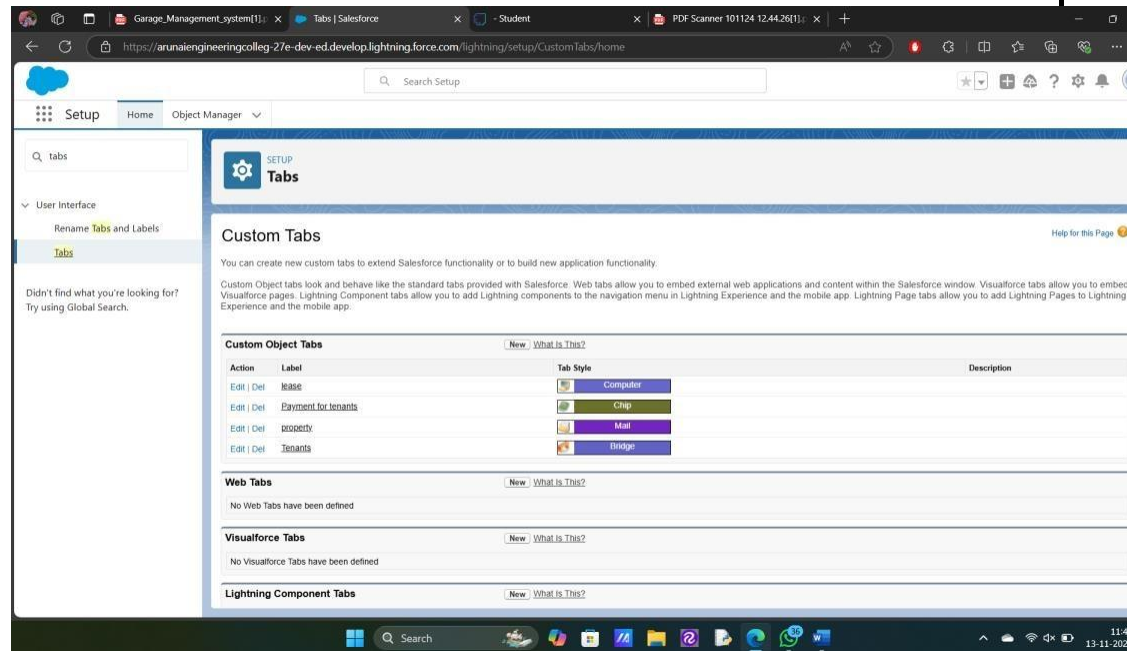 Garage_Management_system[1].p
Tabs | Salesforce
- Student
PDF Scanner 101124 12.44.26[1].p
https://arunaiengineeringcolleg-27e-dev-ed.develop.lightning.force.com/lightning/setup/CustomTabs/home
Search Setup
Setup
Home
Object Manager
tabs
User Interface
Rename Tabs and Labels
Tabs
Didn't find what you're looking for?
Try using Global Search.
SETUP
Tabs
Custom Tabs
Help for this Page
You can create new custom tabs to extend Salesforce functionality or to build new application functionality.
Custom Object tabs look and behave like the standard tabs provided with Salesforce. Web tabs allow you to embed external web applications and content within the Salesforce window. Visualforce tabs allow you to embed
Visualforce pages. Lightning Component tabs allow you to add Lightning components to the navigation menu in Lightning Experience and the mobile app. Lightning Page tabs allow you to add Lightning Pages to Lightning
Experience and the mobile app.
Custom Object Tabs New What Is This?
Action Label Tab Style Description
Edit | Del lease Computer
Edit | Del Payment for tenants Chip
Edit | Del property Mail
Edit | Del Tenants Bridge
Web Tabs New What Is This?
No Web Tabs have been defined
Visualforce Tabs New What Is This?
No Visualforce Tabs have been defined
Lightning Component Tabs New What Is This?
Search
36
11:4
13-11-202